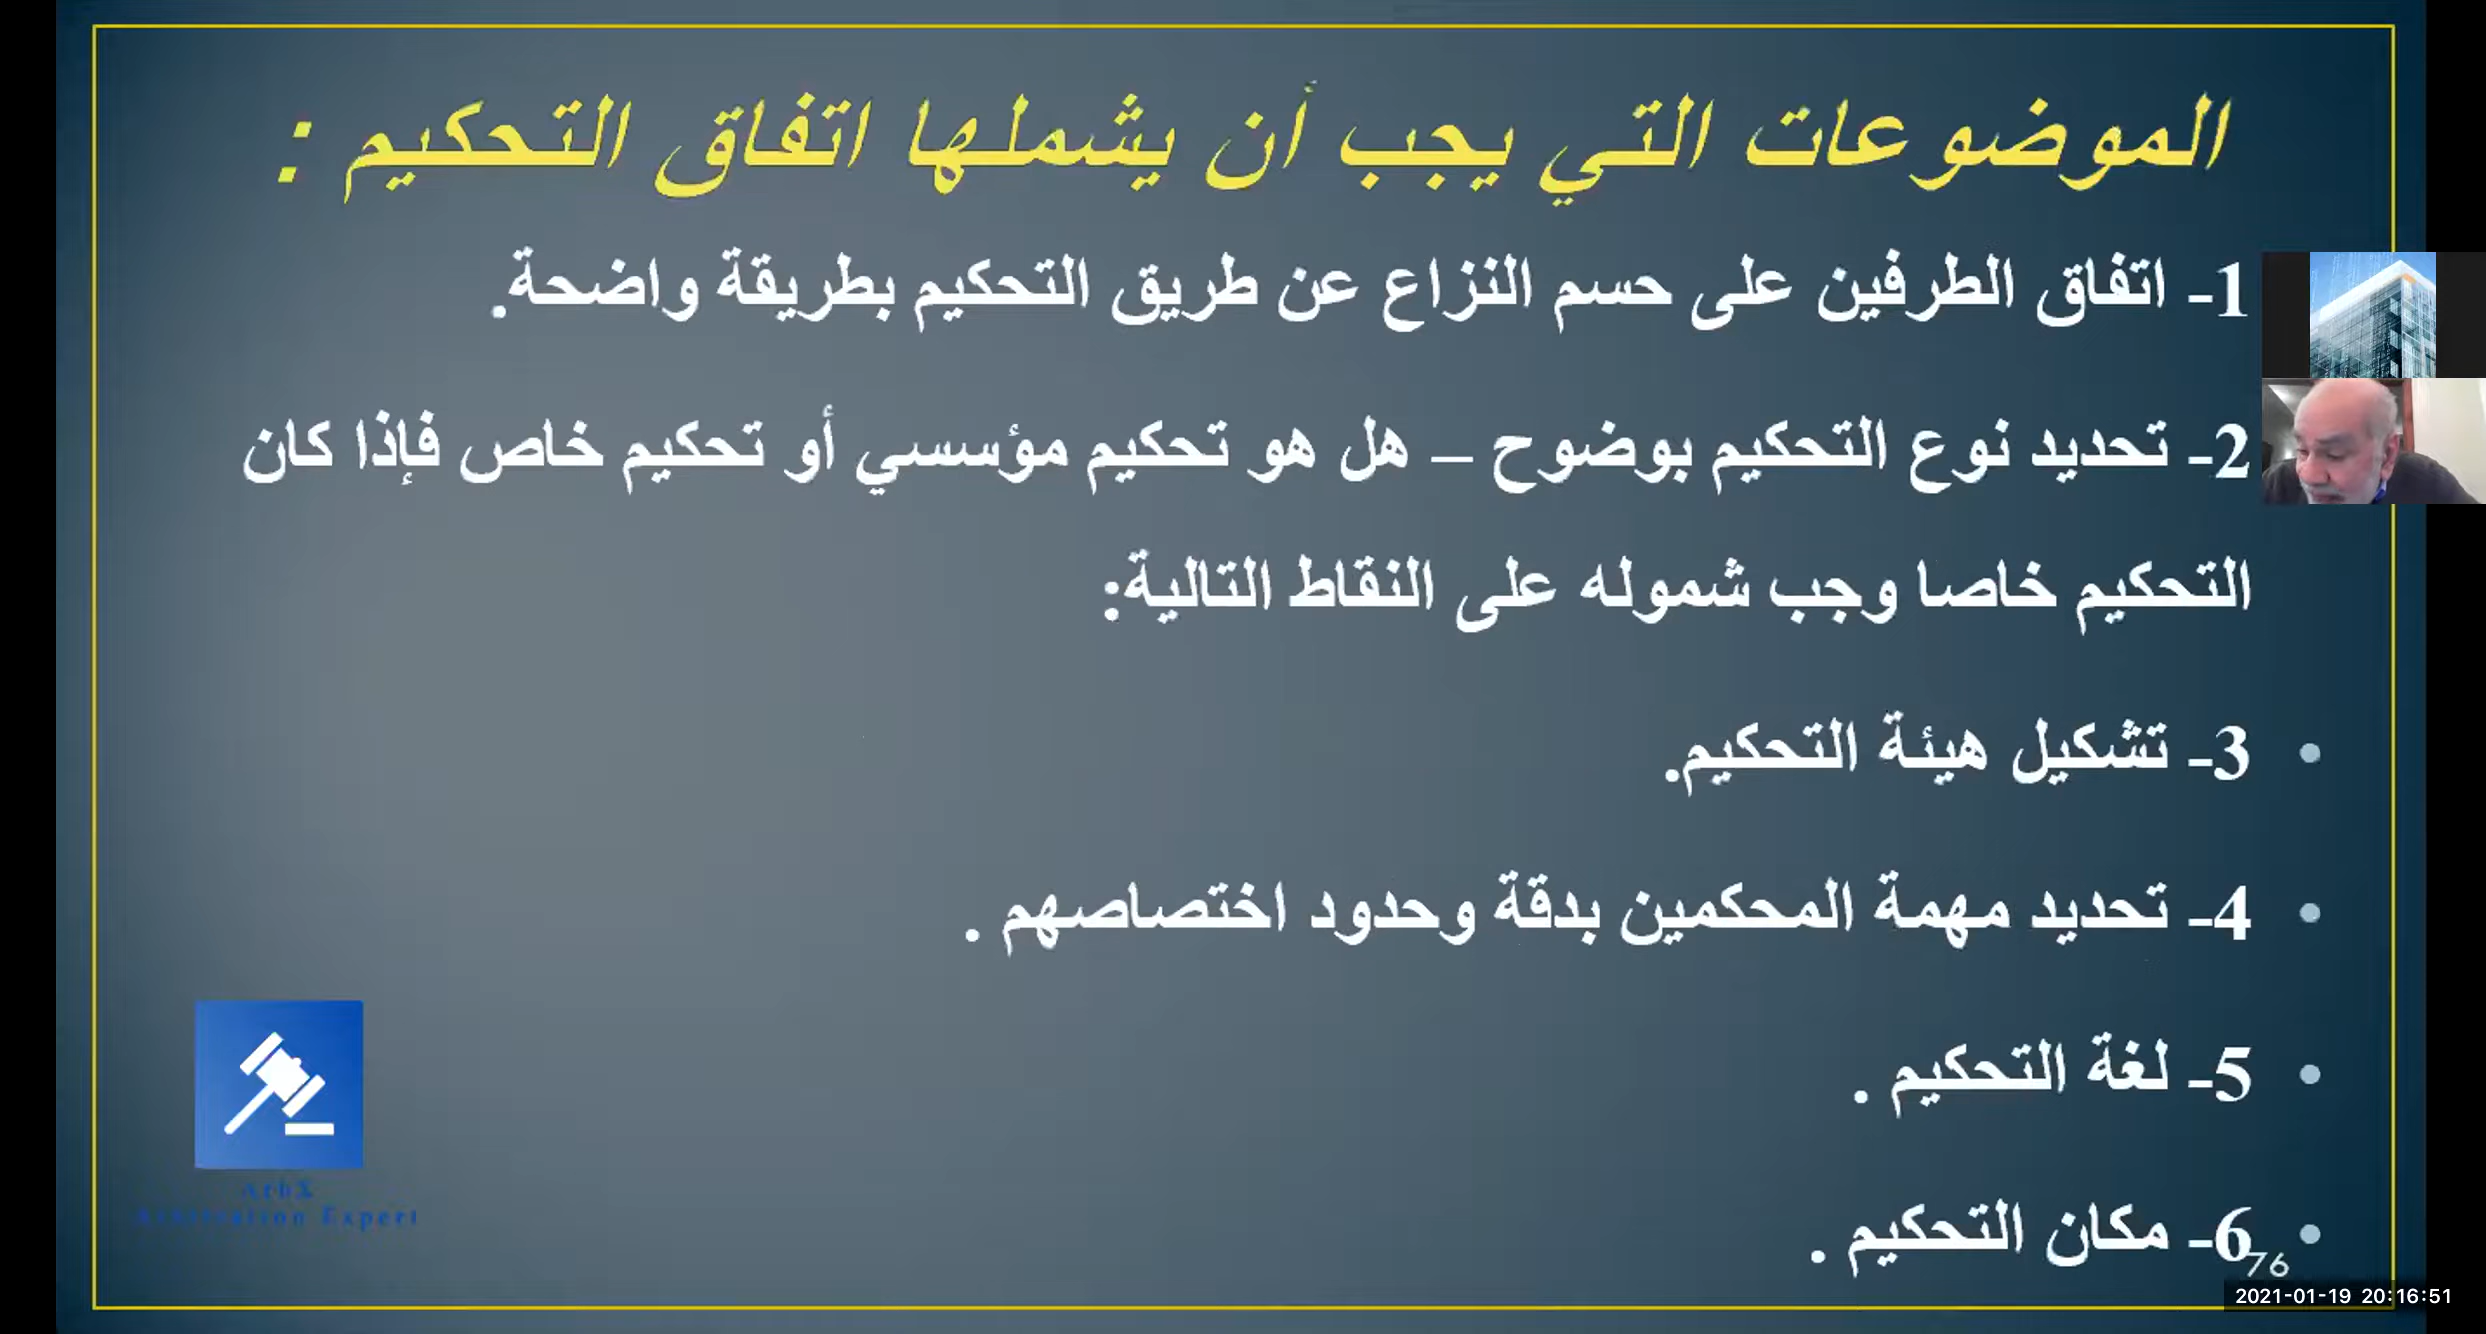 الموضوعات التي يجب أن يشملها اتفاق التحكيم :
1- اتفاق الطرفين على حسم النزاع عن طريق التحكيم بطريقة واضحة.
2- تحديد نوع التحكيم بوضوح – هل هو تحكيم مؤسسي أو تحكيم خاص فإذا كان
التحكيم خاصا وجب شموله على النقاط التالية:
• 3- تشكيل هيئة التحكيم.
• 4- تحديد مهمة المحكمين بدقة وحدود اختصاصهم .
• 5- لغة التحكيم .
• 6- مكان التحكيم .
ArbX
Arbitration Expert
76
2021-01-19 20:16:51